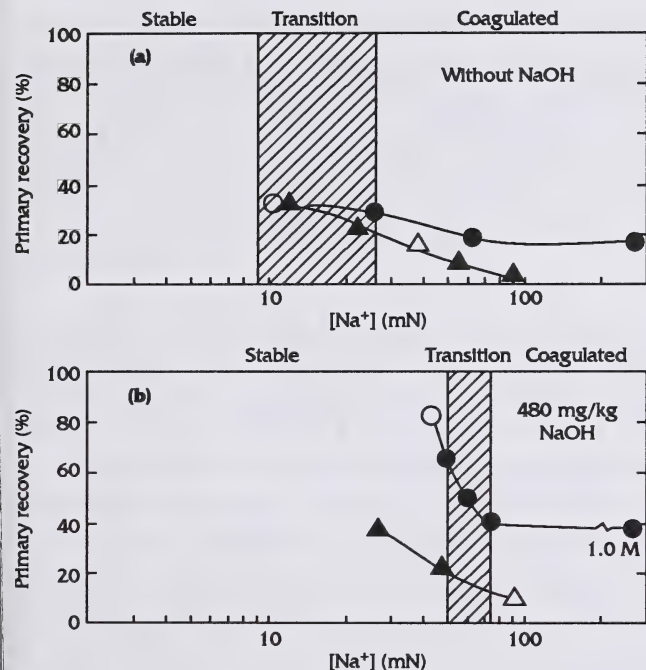 Stable Transition Coagulated
(a)
Without NaOH
Primary recovery (%)
100
80
60
40
20
0
10 100
[Na⁺] (mN)
Stable Transition Coagulated
(b)
480 mg/kg
NaOH
Primary recovery (%)
100
80
60
40
20
0
1.0 M
10 100
[Na⁺] (mN)